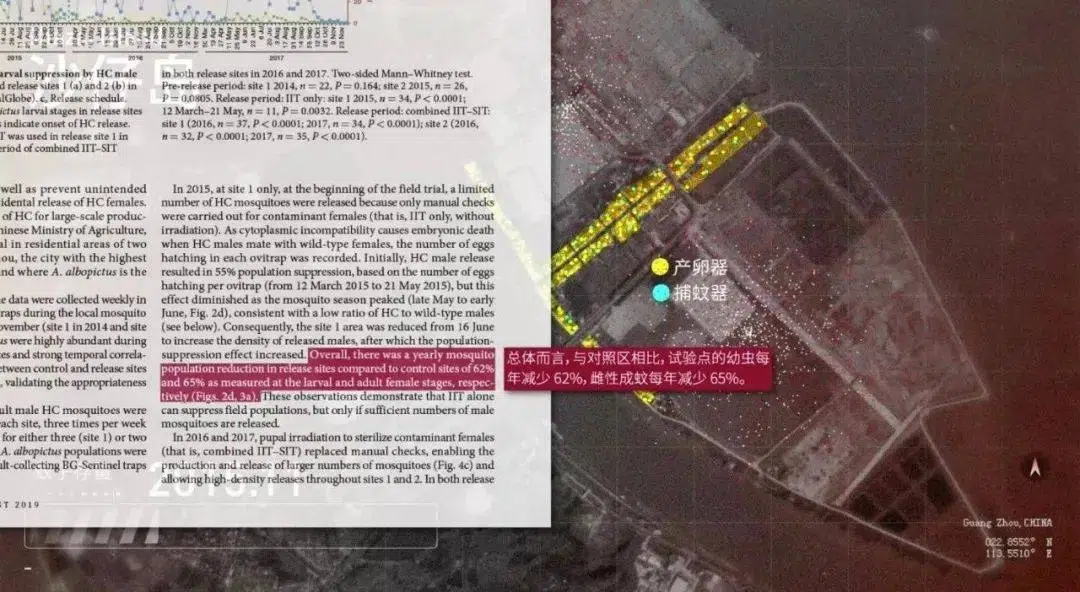 2015
2016
2017
沙仔岛
arval suppression by HC male
d release sites 1 (a) and 2 (b) in
alGlobe). c, Release schedule.
pictus larval stages in release sites
s indicate onset of HC release.
T was used in release site 1 in
eriod of combined IIT–SIT
in both release sites in 2016 and 2017. Two-sided Mann–Whitney test.
Pre-release period: site 1 2014, n = 22, P = 0.164; site 2 2015, n = 26,
P = 0.0805. Release period: IIT only: site 1 2015, n = 34, P < 0.0001;
12 March–21 May, n = 11, P = 0.0032. Release period: combined IIT–SIT:
site 1 (2016, n = 37, P < 0.0001; 2017, n = 34, P < 0.0001); site 2 (2016,
n = 32, P < 0.0001; 2017, n = 35, P < 0.0001).
well as prevent unintended
idental release of HC females.
of HC for large-scale produc-
hinese Ministry of Agriculture,
al in residential areas of two
ou, the city with the highest
nd where A. albopictus is the
e data were collected weekly in
raps during the local mosquito
ovember (site 1 in 2014 and site
us were highly abundant during
tes and strong temporal correla-
etween control and release sites
, validating the appropriateness
ult male HC mosquitoes were
each site, three times per week
for either three (site 1) or two
A. albopictus populations were
ult-collecting BG-Sentinel traps
ST 2019
In 2015, at site 1 only, at the beginning of the field trial, a limited
number of HC mosquitoes were released because only manual checks
were carried out for contaminant females (that is, IIT only, without
irradiation). As cytoplasmic incompatibility causes embryonic death
when HC males mate with wild-type females, the number of eggs
hatching in each ovitrap was recorded. Initially, HC male release
resulted in 55% population suppression, based on the number of eggs
hatching per ovitrap (from 12 March 2015 to 21 May 2015), but this
effect diminished as the mosquito season peaked (late May to early
June, Fig. 2d), consistent with a low ratio of HC to wild-type males
(see below). Consequently, the site 1 area was reduced from 16 June
to increase the density of released males, after which the population-
suppression effect increased. Overall, there was a yearly mosquito
population reduction in release sites compared to control sites of 62%
and 65% as measured at the larval and adult female stages, respec-
tively (Figs. 2d, 3a). These observations demonstrate that IIT alone
can suppress field populations, but only if sufficient numbers of male
mosquitoes are released.
In 2016 and 2017, pupal irradiation to sterilize contaminant females
(that is, combined IIT–SIT) replaced manual checks, enabling the
production and release of larger numbers of mosquitoes (Fig. 4c) and
allowing high-density releases throughout sites 1 and 2. In both release
产卵器
捕蚊器
总体而言，与对照区相比，试验点的幼虫每
年减少 62%，雌性成蚊每年减少 65%。
Guang Zhou,CHINA
022.8552° N
113.5510° E